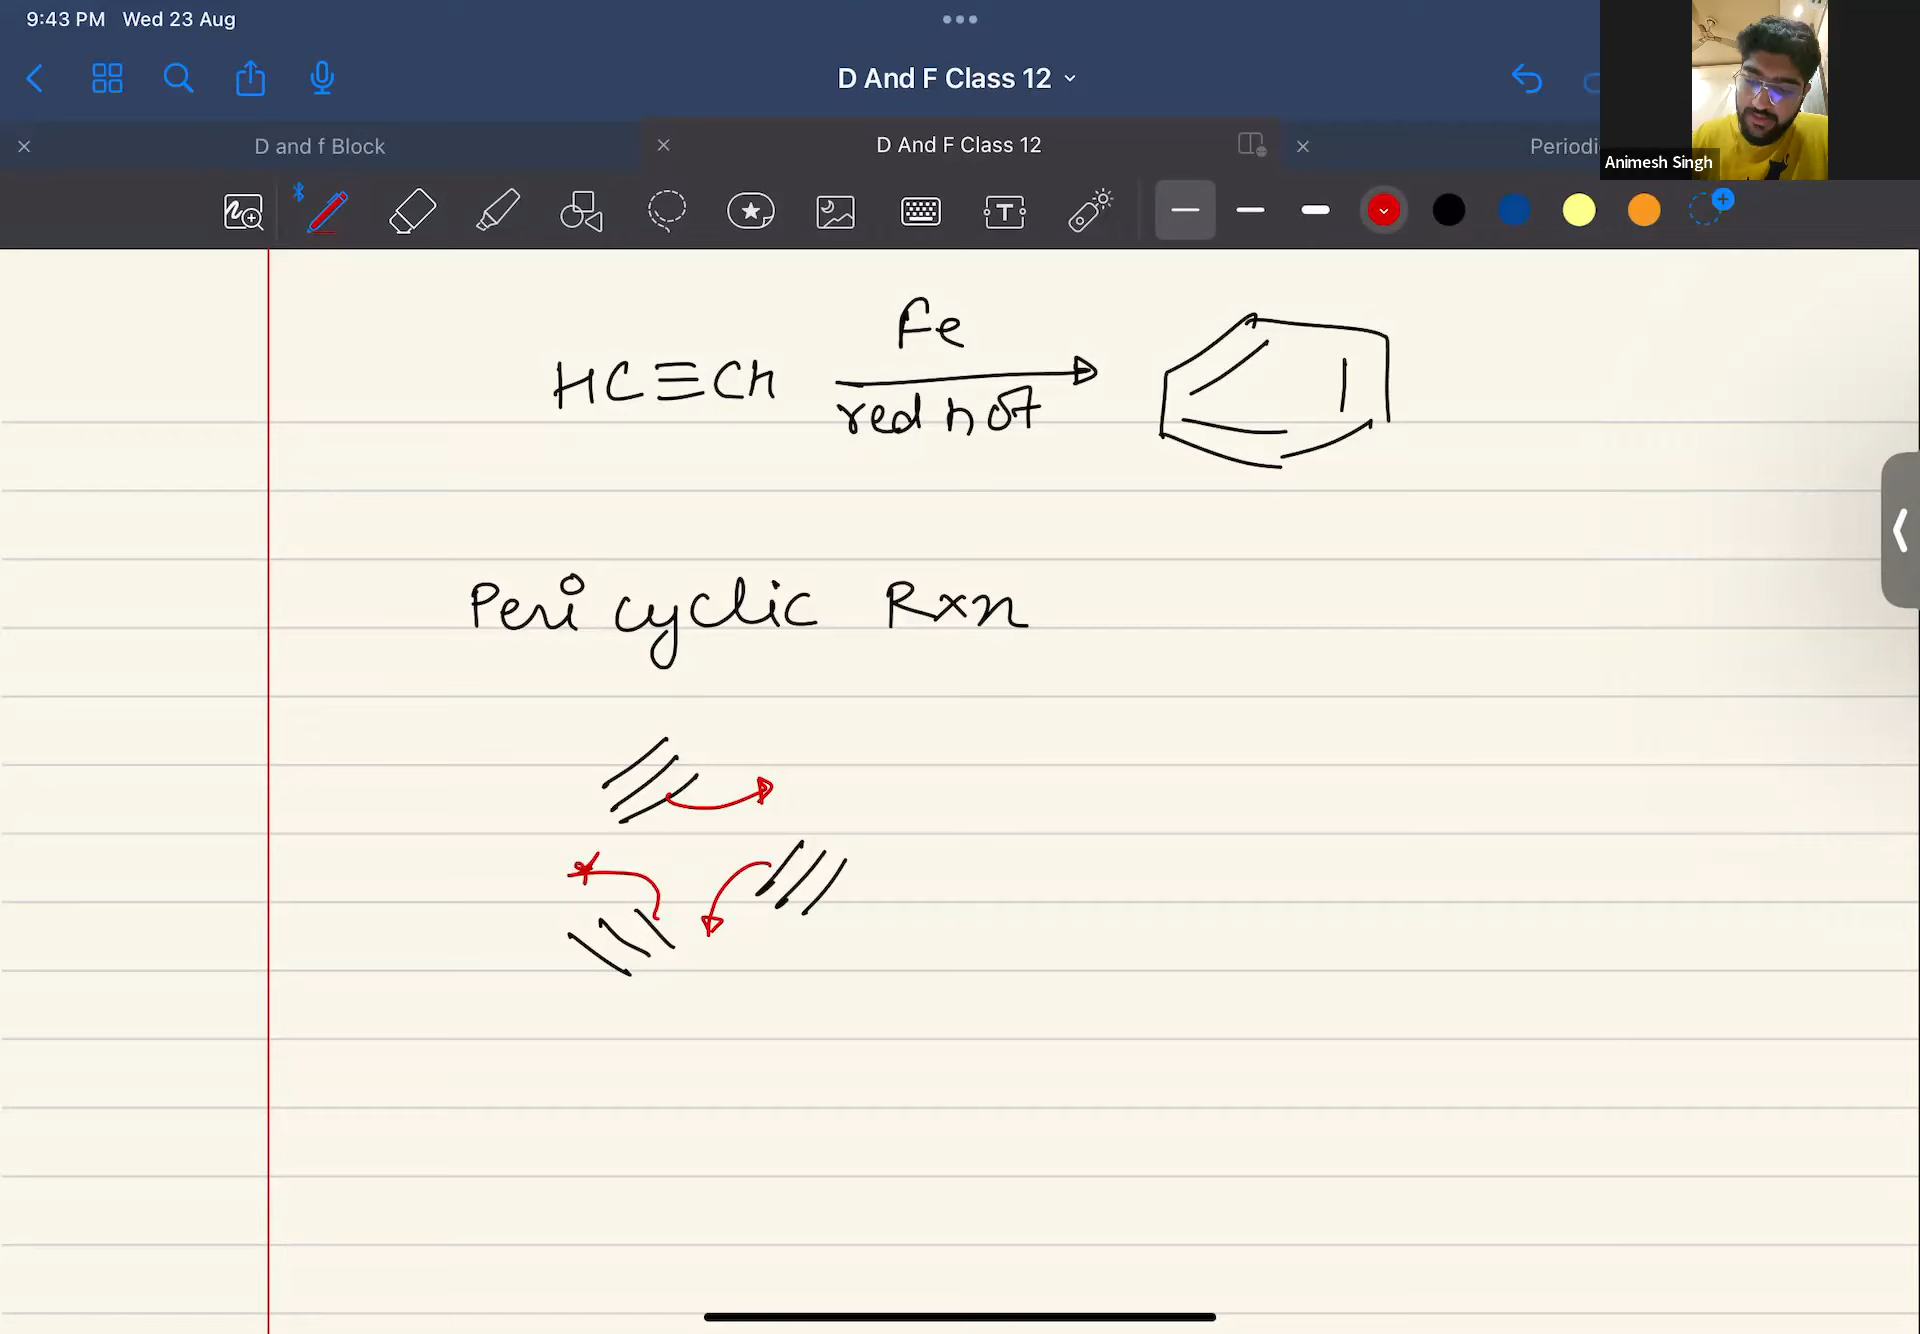 9:43 PM Wed 23 Aug
D And F Class 12
D and f Block
D And F Class 12
Periodi
Animesh Singh
T
Fe
HC≡Ch
red hot
Peri cyclic Rxn